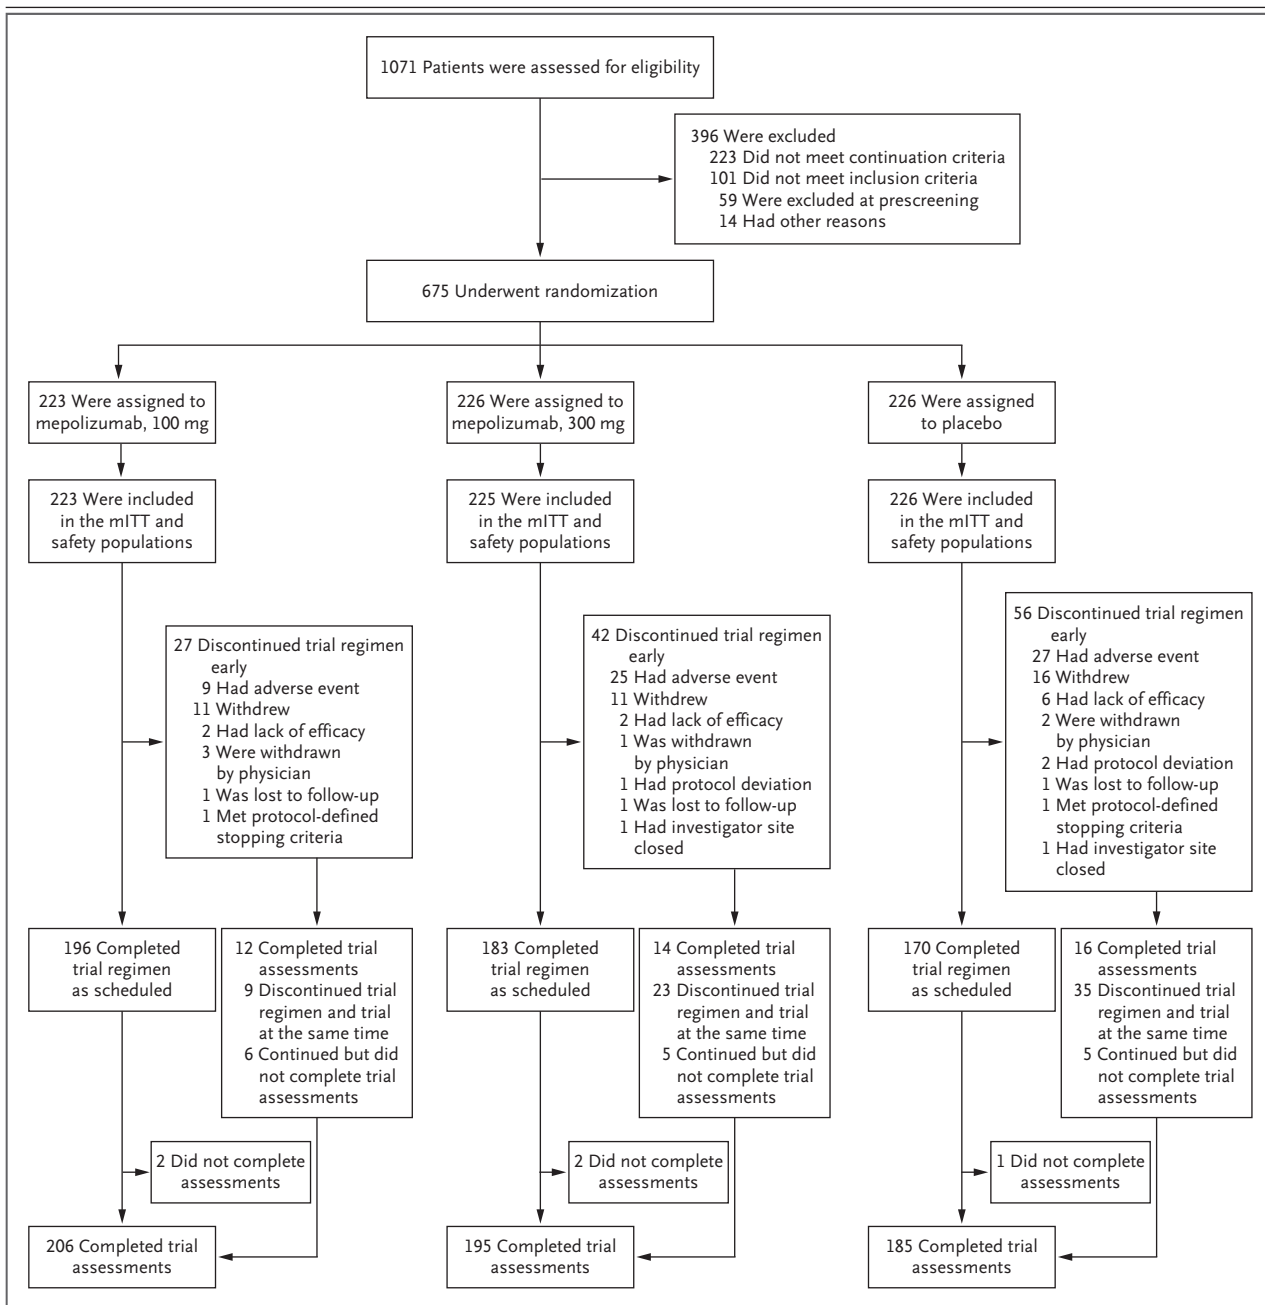 1071 Patients were assessed for eligibility
396 Were excluded
223 Did not meet continuation criteria
101 Did not meet inclusion criteria
59 Were excluded at prescreening
14 Had other reasons
675 Underwent randomization
223 Were assigned to
mepolizumab, 100 mg
226 Were assigned to
mepolizumab, 300 mg
226 Were assigned
to placebo
223 Were included
in the mITT and
safety populations
225 Were included
in the mITT and
safety populations
226 Were included
in the mITT and
safety populations
27 Discontinued trial regimen
early
9 Had adverse event
11 Withdrew
2 Had lack of efficacy
3 Were withdrawn
by physician
1 Was lost to follow-up
1 Met protocol-defined
stopping criteria
42 Discontinued trial regimen
early
25 Had adverse event
11 Withdrew
2 Had lack of efficacy
1 Was withdrawn
by physician
1 Had protocol deviation
1 Was lost to follow-up
1 Had investigator site
closed
56 Discontinued trial regimen
early
27 Had adverse event
16 Withdrew
6 Had lack of efficacy
2 Were withdrawn
by physician
2 Had protocol deviation
1 Was lost to follow-up
1 Met protocol-defined
stopping criteria
1 Had investigator site
closed
196 Completed
trial regimen
as scheduled
12 Completed trial
assessments
9 Discontinued trial
regimen and trial
at the same time
6 Continued but did
not complete trial
assessments
183 Completed
trial regimen
as scheduled
14 Completed trial
assessments
23 Discontinued trial
regimen and trial
at the same time
5 Continued but did
not complete trial
assessments
170 Completed
trial regimen
as scheduled
16 Completed trial
assessments
35 Discontinued trial
regimen and trial
at the same time
5 Continued but did
not complete trial
assessments
2 Did not complete
assessments
2 Did not complete
assessments
1 Did not complete
assessments
206 Completed trial
assessments
195 Completed trial
assessments
185 Completed trial
assessments